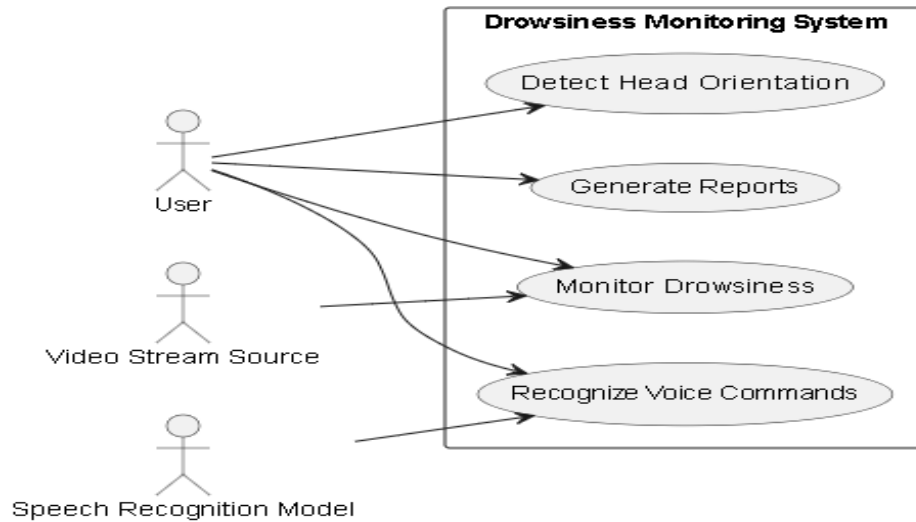 Drowsiness Monitoring System
Detect Head Orientation
Generate Reports
User
Monitor Drowsiness
Video Stream Source
Recognize Voice Commands
Speech Recognition Model